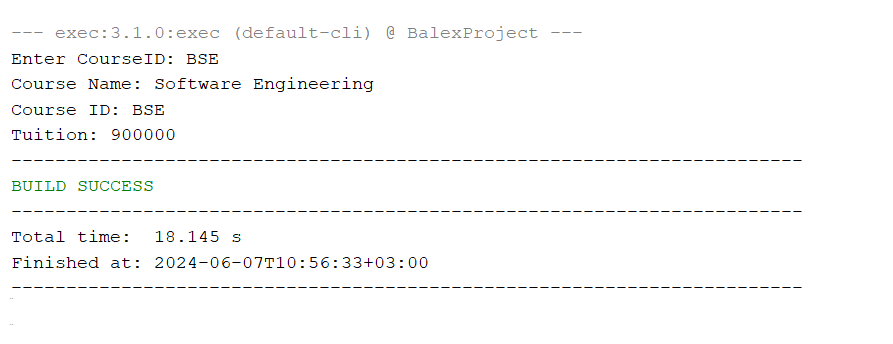 --- exec:3.1.0:exec (default-cli) @ BalexProject ---
Enter CourseID: BSE
Course Name: Software Engineering
Course ID: BSE
Tuition: 900000
------------------------------------------------------------------------
BUILD SUCCESS
------------------------------------------------------------------------
Total time:  18.145 s
Finished at: 2024-06-07T10:56:33+03:00
------------------------------------------------------------------------